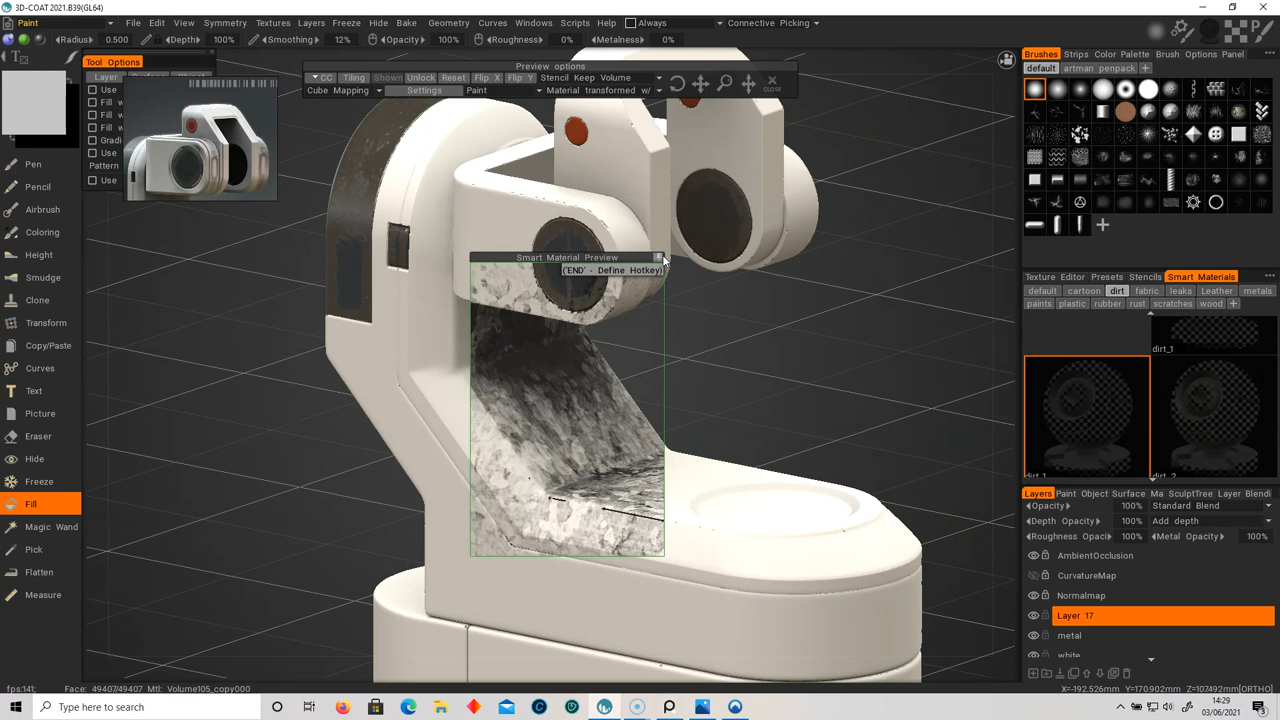 3D-COAT 2021.B39(GL64)
Paint File Edit View Symmetry Textures Layers Freeze Hide Bake Geometry Curves Windows Scripts Help Always Connective Picking
Radius 0.500 Depth 100% Smoothing 12% Opacity 100% Roughness 0% Metalness 0%
Tool Options
Layer
Use
Fill w
Fill w
Fill w
Gradi
Use
Pattern
Use
Preview options
CC Tiling Shown Unlock Reset Flip X Flip Y Stencil Keep Volume
Cube Mapping Settings Paint Material transformed w/ CLOSE
Smart Material Preview
('END' - Define Hotkey)
Pen
Pencil
Airbrush
Coloring
Height
Smudge
Clone
Transform
Copy/Paste
Curves
Text
Picture
Eraser
Hide
Freeze
Fill
Magic Wand
Pick
Flatten
Measure
Brushes Strips Color Palette Brush Options Panel
default artman penpack
Texture Editor Presets Stencils Smart Materials
default cartoon dirt fabric leaks Leather metals
paints plastic rubber rust scratches wood
dirt_1
dirt_1 dirt_2
Layers Paint Object Surface Ma SculptTree Layer Blendi
Opacity 100% Standard Blend
Depth Opacity 100% Add depth
Roughness Opaci 100% Metal Opacity 100%
AmbientOcclusion
CurvatureMap
Normalmap
Layer 17
metal
white
fps:141; Face: 49407/49407 Mtl: Volume105_copy000 X=-192.526mm Y=170.902mm Z=107.492mm [ORTHO]
Type here to search
14:29
03/06/2021